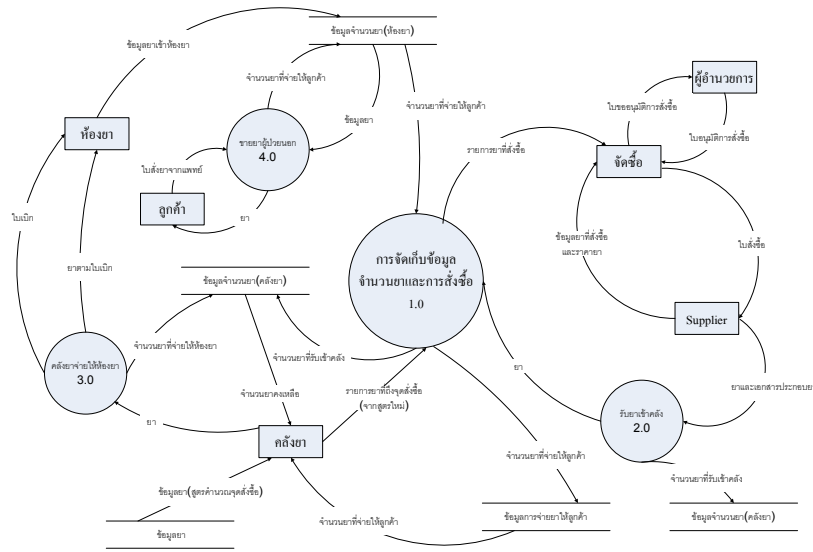 ข้อมูลจำนวนยา(ห้องยา)
ข้อมูลยาเข้าห้องยา
จำนวนยาที่จ่ายให้ลูกค้า
จำนวนยาที่จ่ายให้ลูกค้า
ข้อมูลยา
ผู้อำนวยการ
ใบขออนุมัติการสั่งซื้อ
ใบอนุมัติการสั่งซื้อ
ห้องยา
ขายยาผู้ป่วยนอก
4.0
รายการยาที่สั่งซื้อ
จัดซื้อ
ใบสั่งยาจากแพทย์
ลูกค้า
ยา
ใบเบิก
ยาตามใบเบิก
การจัดเก็บข้อมูล
จำนวนยาและการสั่งซื้อ
1.0
ข้อมูลยาที่สั่งซื้อ
และราคายา
ใบสั่งซื้อ
ข้อมูลจำนวนยา(คลังยา)
Supplier
จำนวนยาที่จ่ายให้ห้องยา
จำนวนยาที่รับเข้าคลัง
คลังยาจ่ายให้ห้องยา
3.0
ยา
รายการยาที่ถึงจุดสั่งซื้อ
(จากสูตรใหม่)
จำนวนยาคงเหลือ
ยาและเอกสารประกอบยา
รับยาเข้าคลัง
2.0
ยา
คลังยา
จำนวนยาที่จ่ายให้ลูกค้า
จำนวนยาที่รับเข้าคลัง
ข้อมูลยา(สูตรคำนวณจุดสั่งซื้อ)
จำนวนยาที่จ่ายให้ลูกค้า
ข้อมูลการจ่ายยาให้ลูกค้า
ข้อมูลจำนวนยา(คลังยา)
ข้อมูลยา